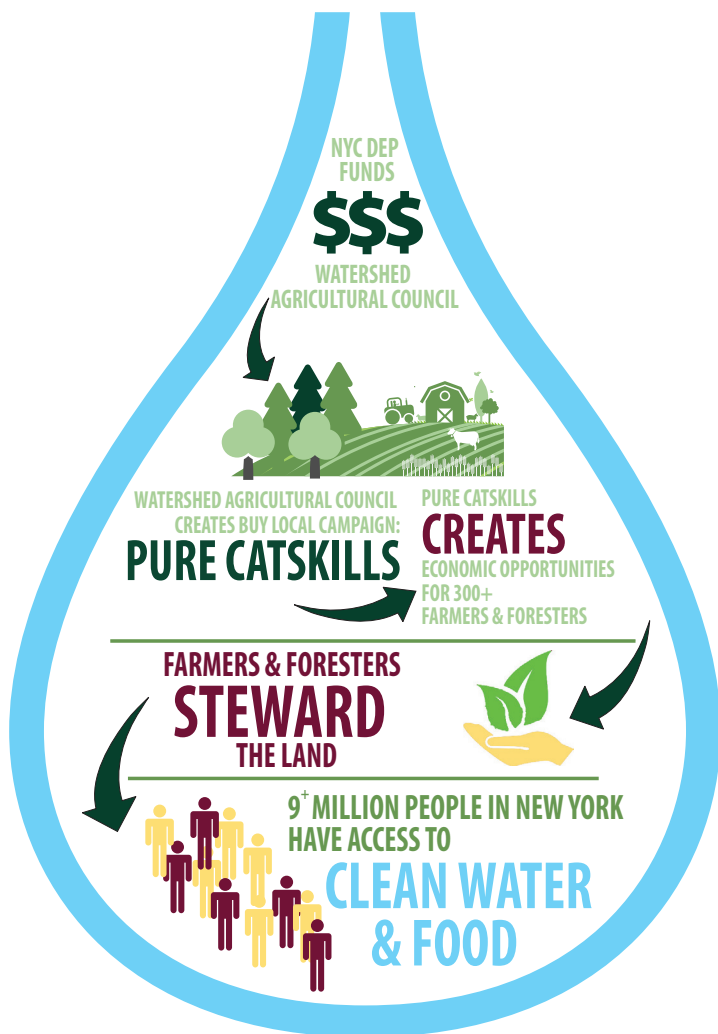 NYC DEP
FUNDS
$$$
WATERSHED
AGRICULTURAL COUNCIL
WATERSHED AGRICULTURAL COUNCIL
CREATES BUY LOCAL CAMPAIGN:
PURE CATSKILLS
PURE CATSKILLS
CREATES
ECONOMIC OPPORTUNITIES
FOR 300+
FARMERS & FORESTERS
FARMERS & FORESTERS
STEWARD
THE LAND
9+ MILLION PEOPLE IN NEW YORK
HAVE ACCESS TO
CLEAN WATER
& FOOD